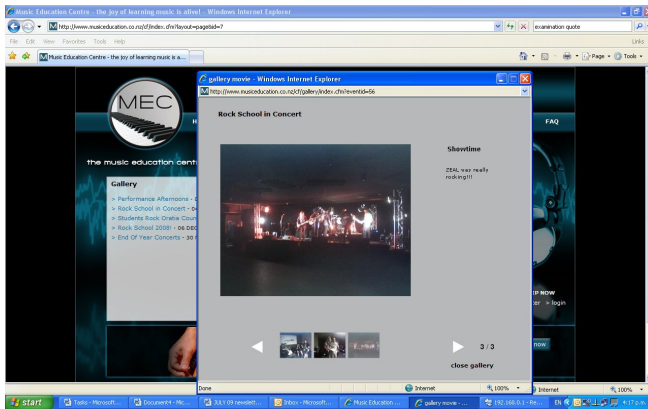 Music Education Centre - the joy of learning music is alive! - Windows Internet Explorer
http://www.musiceducation.co.nz/cf/index.cfm?layout=page&bid=7
examination quote
File Edit View Favorites Tools Help
Links
Music Education Centre - the joy of learning music is a...
Page Tools
gallery movie - Windows Internet Explorer
http://www.musiceducation.co.nz/cf/gallery/index.cfm?eventid=56
MEC
FAQ
the music education cent
Gallery
> Performance Afternoons -
> Rock School in Concert - 0
> Students Rock Oratia Coun
> Rock School 2008! - 06 DEC
> End Of Year Concerts - 30
Rock School in Concert
Showtime
ZEAL was really
rocking!!!
IP NOW
> login
now
3 / 3
close gallery
Done
Internet
100%
Internet
100%
start
Tasks - Microsoft...
Document4 - Mic...
JULY 09 newslett...
Inbox - Microsoft...
Music Education ...
gallery movie - ...
192.168.0.1 - Re...
EN
4:17 p.m.